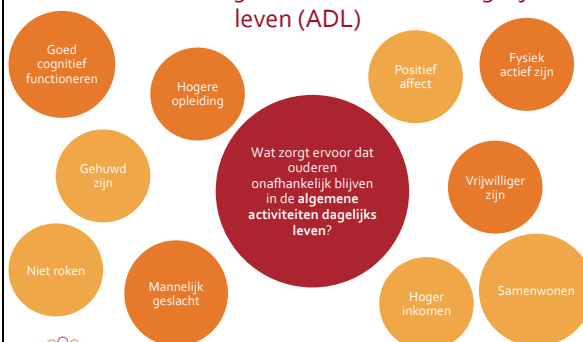 leven (ADL)
Goed
cognitief
functioneren
Hogere
opleiding
Positief
affect
Fysiek
actief zijn
Gehuwd
zijn
Wat zorgt ervoor dat
ouderen
onafhankelijk blijven
in de algemene
activiteiten dagelijks
leven?
Vrijwilliger
zijn
Niet roken
Mannelijk
geslacht
Hoger
inkomen
Samenwonen